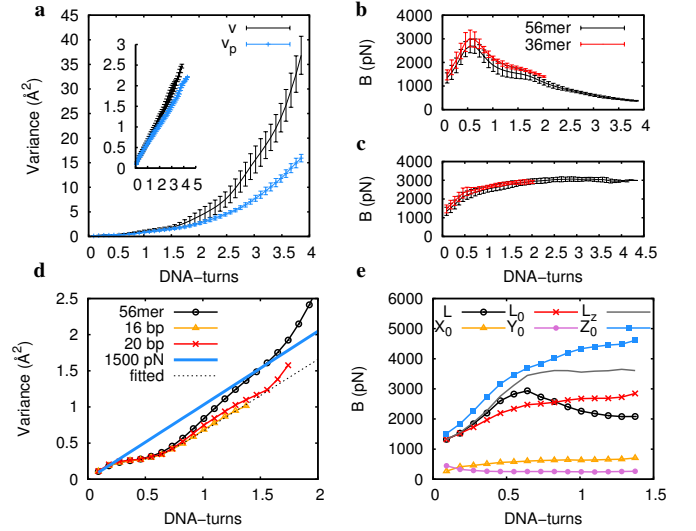 a
45
40
35
30
25
20
15
10
5
0
Variance (Å²)
v
v_p
3
2.5
2
1.5
1
0.5
0
0 1 2 3 4 5
0 0.5 1 1.5 2 2.5 3 3.5 4
DNA−turns
b
4000
3000
2000
1000
0
B (pN)
56mer
36mer
0 0.5 1 1.5 2 2.5 3 3.5 4
c
4000
3000
2000
1000
0
B (pN)
0 0.5 1 1.5 2 2.5 3 3.5 4 4.5
DNA−turns
d
2.5
2
1.5
1
0.5
0
Variance (Å²)
56mer
16 bp
20 bp
1500 pN
fitted
0 0.5 1 1.5 2
DNA−turns
e
6000
5000
4000
3000
2000
1000
0
B (pN)
L L₀ L_z
X₀ Y₀ Z₀
0 0.5 1 1.5
DNA−turns